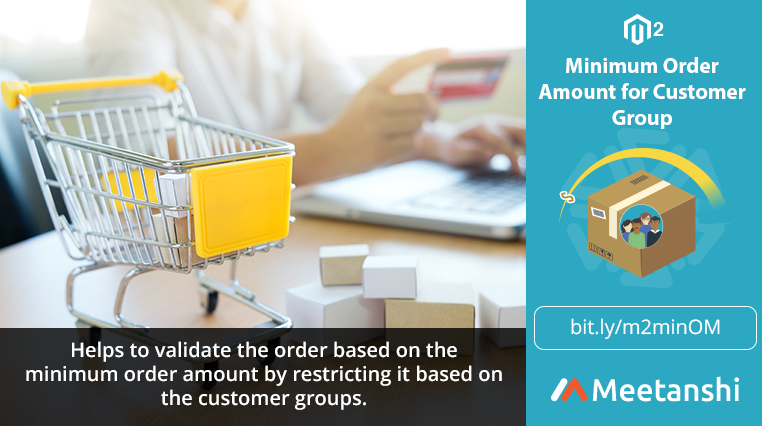 2
Minimum Order
Amount for Customer
Group
$
bit.ly/m2minOM
Meetanshi
Helps to validate the order based on the
minimum order amount by restricting it based on
the customer groups.